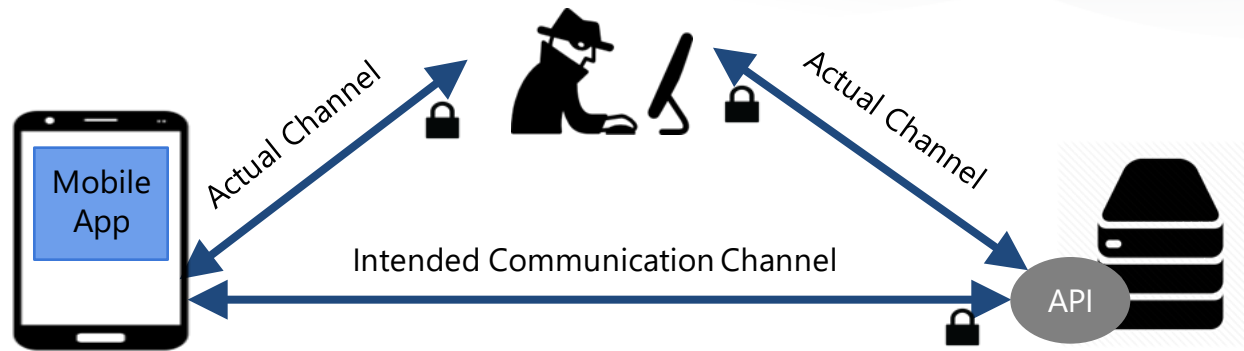 Actual Channel
Actual Channel
Mobile
App
Intended Communication Channel
API